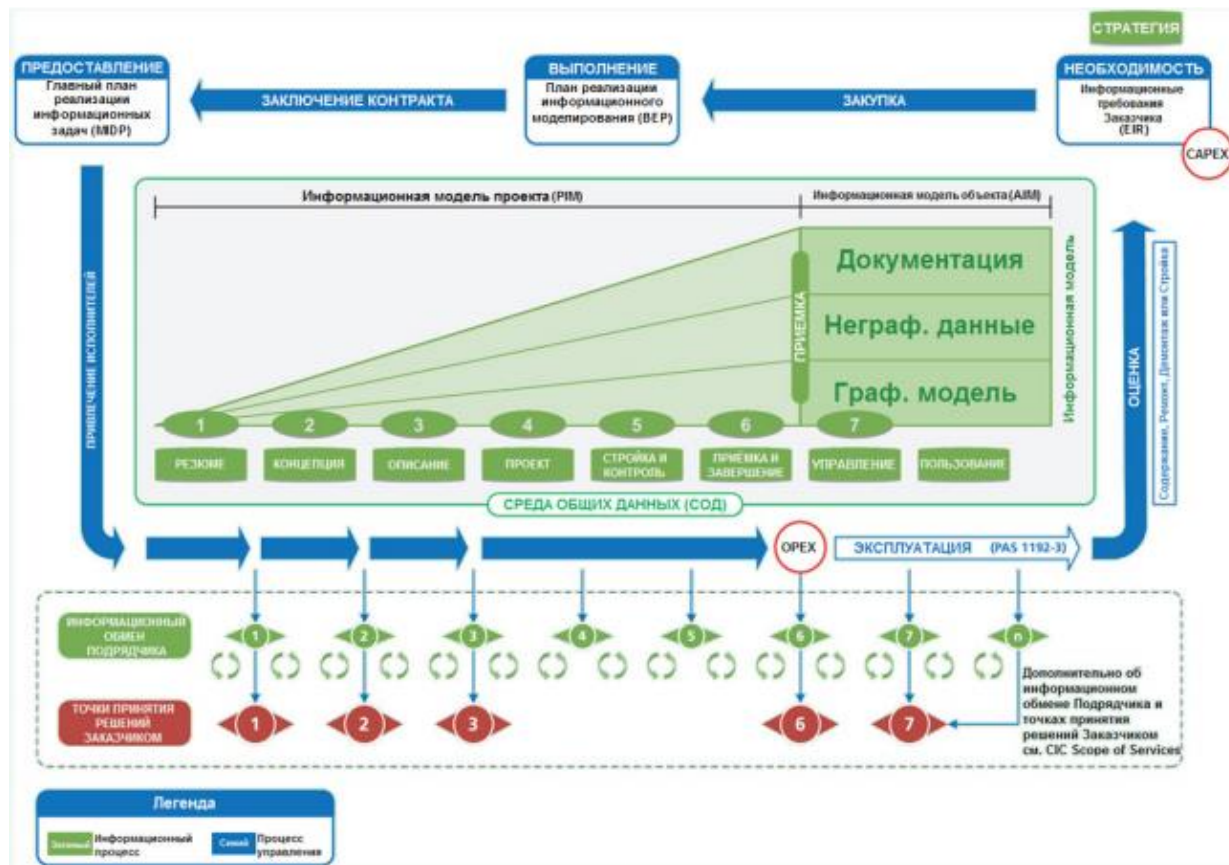 СТРАТЕГИЯ
ПРЕДОСТАВЛЕНИЕ
Главный план
реализации
информационных
задач (MIDP)
ЗАКЛЮЧЕНИЕ КОНТРАКТА
ВЫПОЛНЕНИЕ
План реализации
информационного
моделирования (BEP)
ЗАКУПКА
НЕОБХОДИМОСТЬ
Информационные
требования
Заказчика
(EIR)
CAPEX
Информационная модель проекта (PIM)
Информационная модель объекта (AIM)
ПРИВЛЕЧЕНИЕ ИСПОЛНИТЕЛЕЙ
Документация
Неграф. данные
Граф. модель
ПРИЕМКА
Информационная модель
ОЦЕНКА
Содержание, Ремонт, Демонтаж или Стройка
1 2 3 4 5 6 7
РЕЗЮМЕ
КОНЦЕПЦИЯ
ОПИСАНИЕ
ПРОЕКТ
СТРОЙКА И
КОНТРОЛЬ
ПРИЁМКА И
ЗАВЕРШЕНИЕ
УПРАВЛЕНИЕ
ПОЛЬЗОВАНИЕ
СРЕДА ОБЩИХ ДАННЫХ (СОД)
OPEX
ЭКСПЛУАТАЦИЯ (PAS 1192-3)
ИНФОРМАЦИОННЫЙ
ОБМЕН
ПОДРЯДЧИКА
1 2 3 4 5 6 7 n
ТОЧКИ ПРИНЯТИЯ
РЕШЕНИЙ
ЗАКАЗЧИКОМ
1 2 3 6 7
Дополнительно об
информационном
обмене Подрядчика и
точках принятия
решений Заказчиком
см. CIC Scope of Services
Легенда
Зеленый
Информационный
процесс
Синий
Процесс
управления